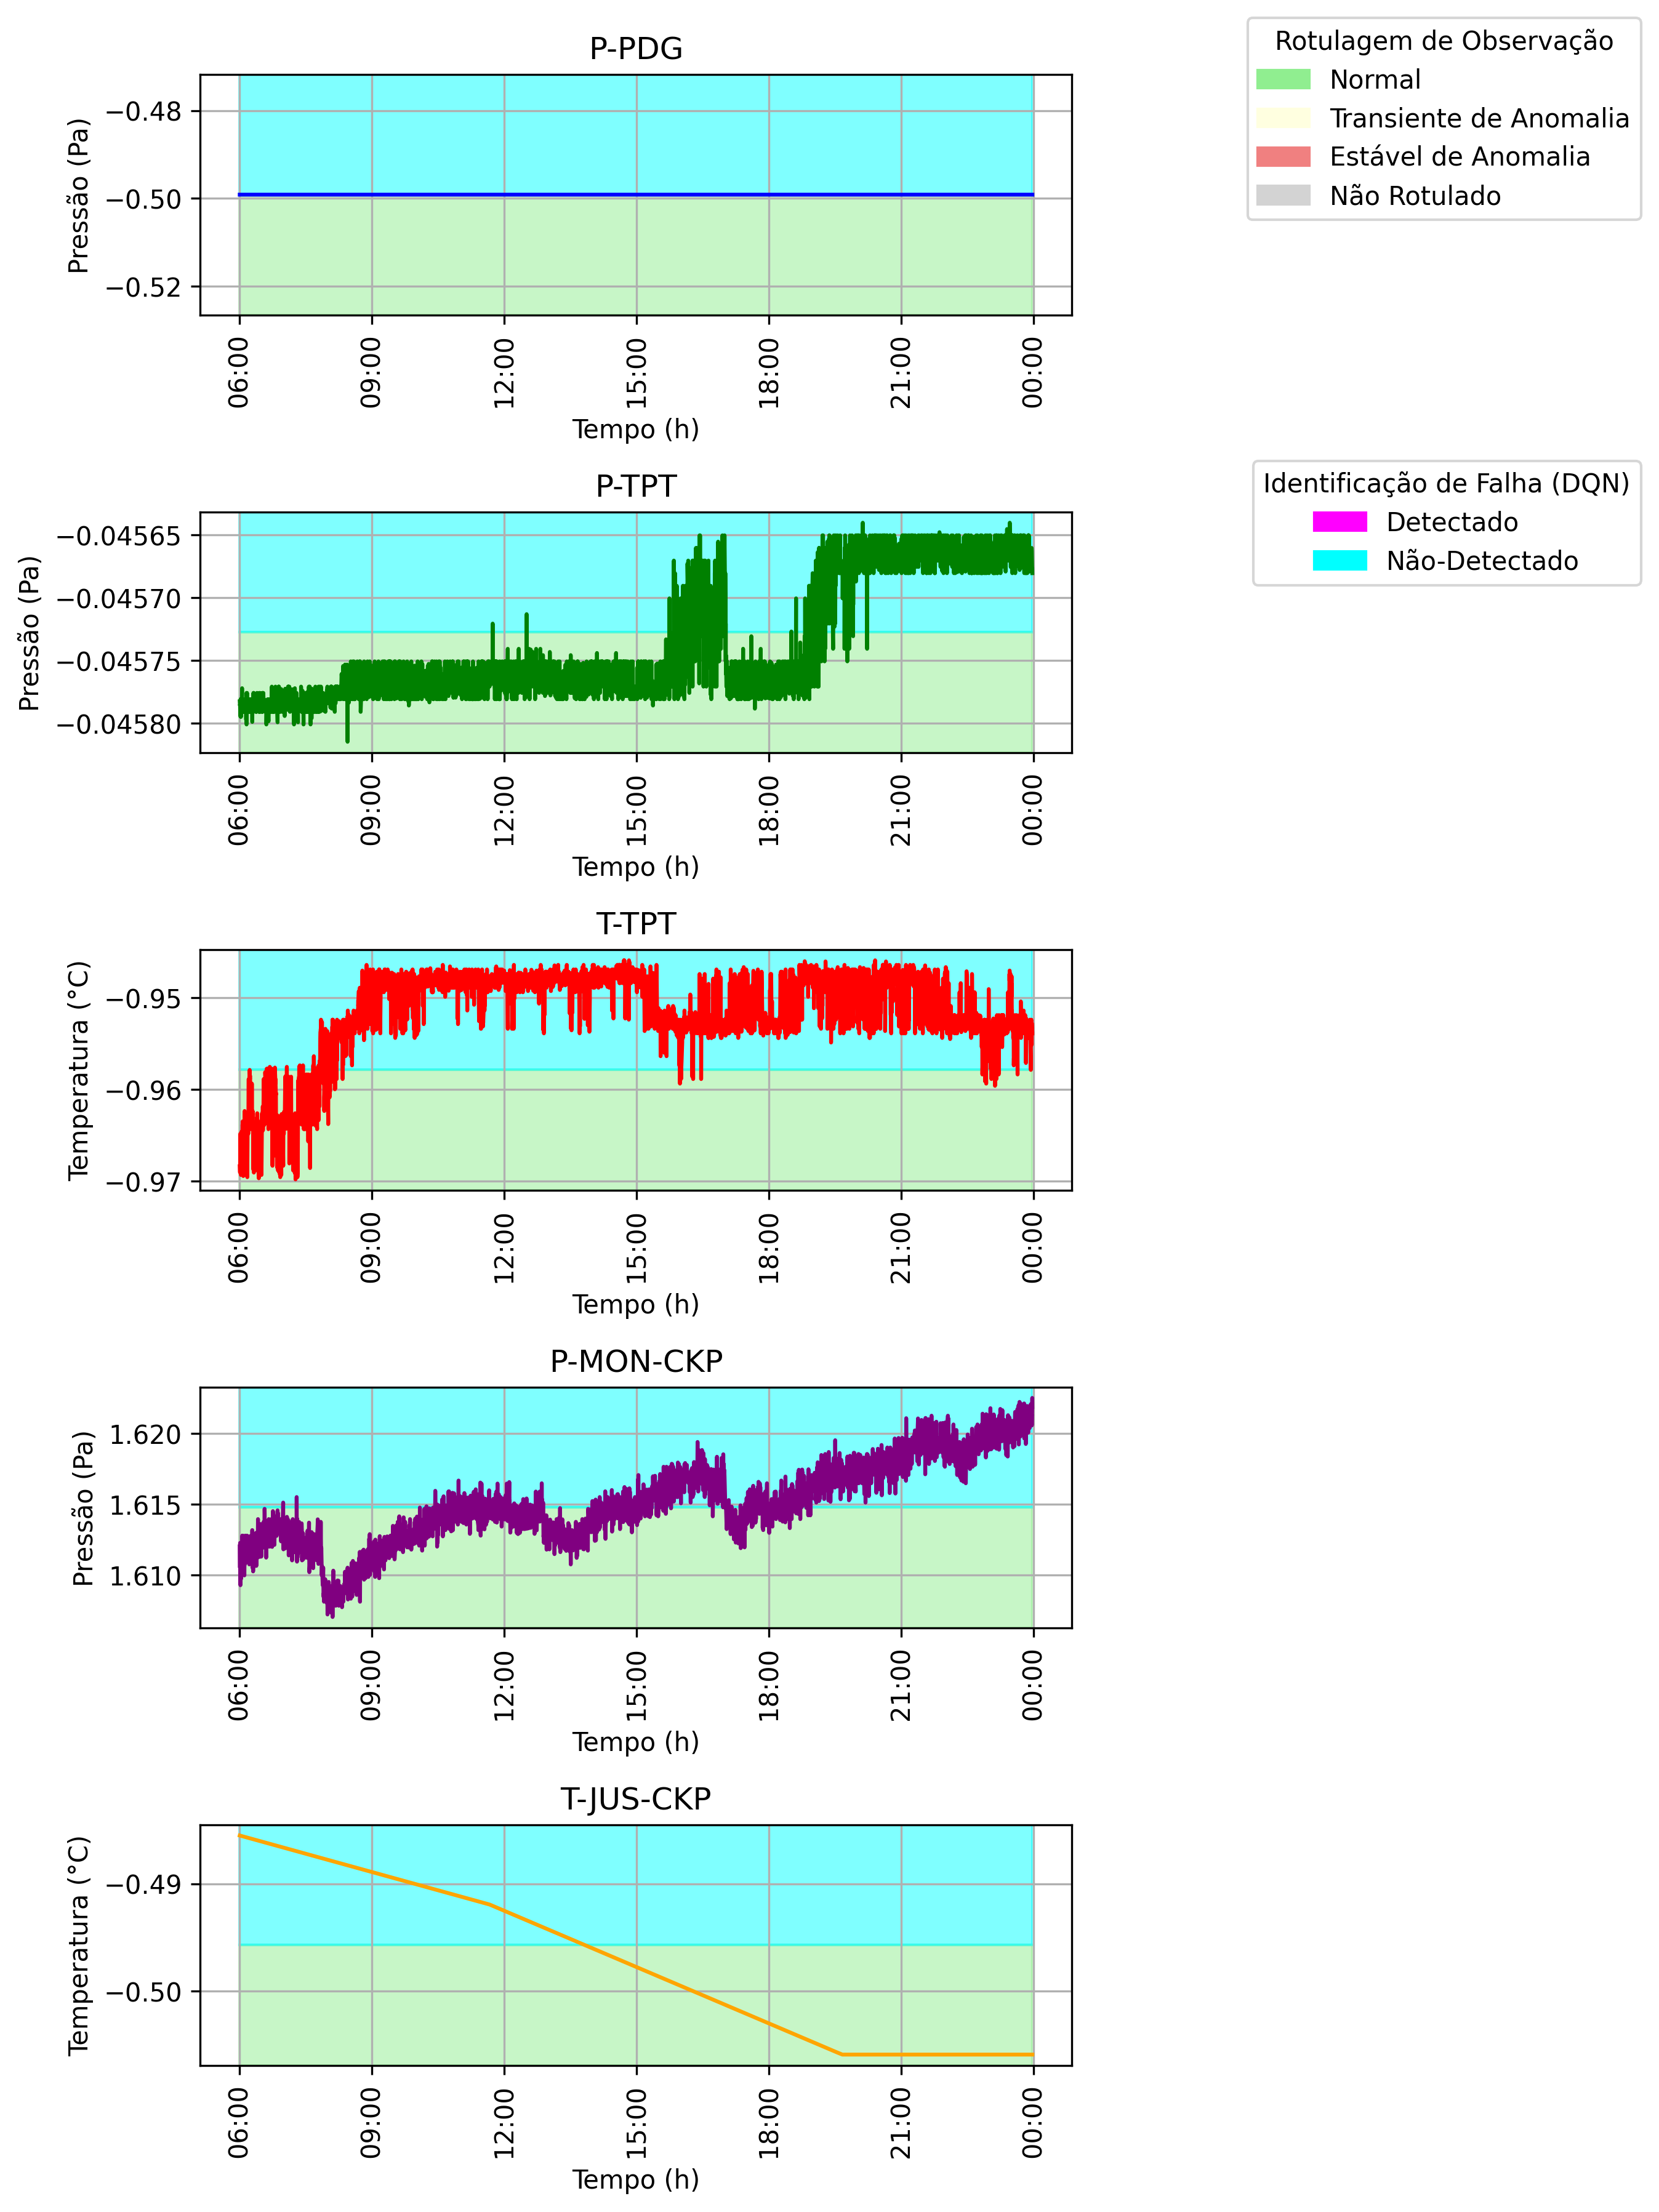 P-PDG
Rotulagem de Observação
Normal
Transiente de Anomalia
Estável de Anomalia
Não Rotulado
Pressão (Pa)
−0.48
−0.50
−0.52
06:00 09:00 12:00 15:00 18:00 21:00 00:00
Tempo (h)
P-TPT
Identificação de Falha (DQN)
Detectado
Não-Detectado
Pressão (Pa)
−0.04565
−0.04570
−0.04575
−0.04580
06:00 09:00 12:00 15:00 18:00 21:00 00:00
Tempo (h)
T-TPT
Temperatura (°C)
−0.95
−0.96
−0.97
06:00 09:00 12:00 15:00 18:00 21:00 00:00
Tempo (h)
P-MON-CKP
Pressão (Pa)
1.620
1.615
1.610
06:00 09:00 12:00 15:00 18:00 21:00 00:00
Tempo (h)
T-JUS-CKP
Temperatura (°C)
−0.49
−0.50
06:00 09:00 12:00 15:00 18:00 21:00 00:00
Tempo (h)